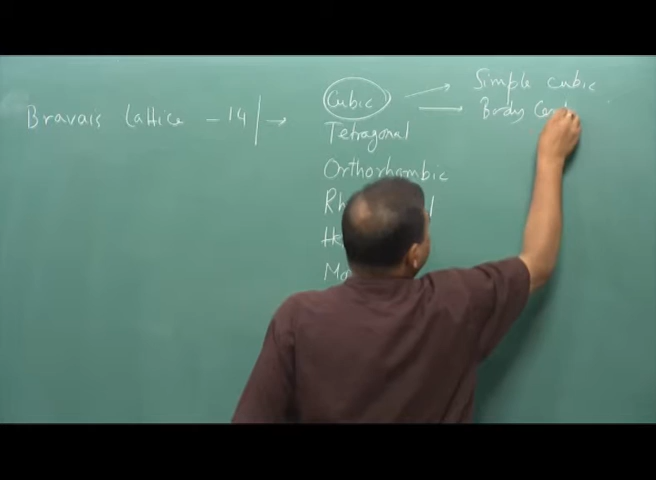 Bravais Lattice - 14 →
Cubic → Simple cubic
→ Body
Tetragonal
Orthorhombic